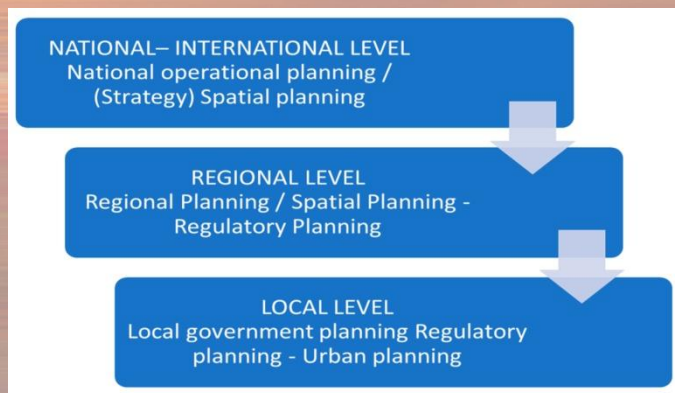 NATIONAL– INTERNATIONAL LEVEL
National operational planning /
(Strategy) Spatial planning
REGIONAL LEVEL
Regional Planning / Spatial Planning -
Regulatory Planning
LOCAL LEVEL
Local government planning Regulatory
planning - Urban planning